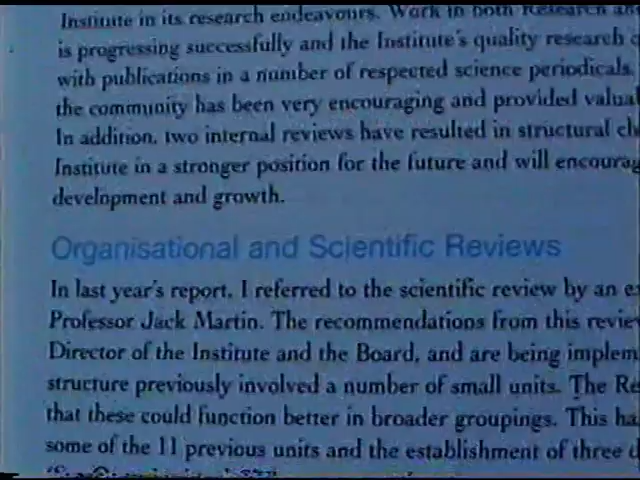 Institute in its research endeavours. Work in both Research and
is progressing successfully and the Institute's quality research
with publications in a number of respected science periodicals.
the community has been very encouraging and provided
In addition, two internal reviews have resulted in structural
Institute in a stronger position for the future and will
development and growth.
Organisational and Scientific Reviews
In last year's report, I referred to the scientific review by an
Professor Jack Martin. The recommendations from this
Director of the Institute and the Board, and are being
structure previously involved a number of small units. The
that these could function better in broader groupings. This
some of the 11 previous units and the establishment of three